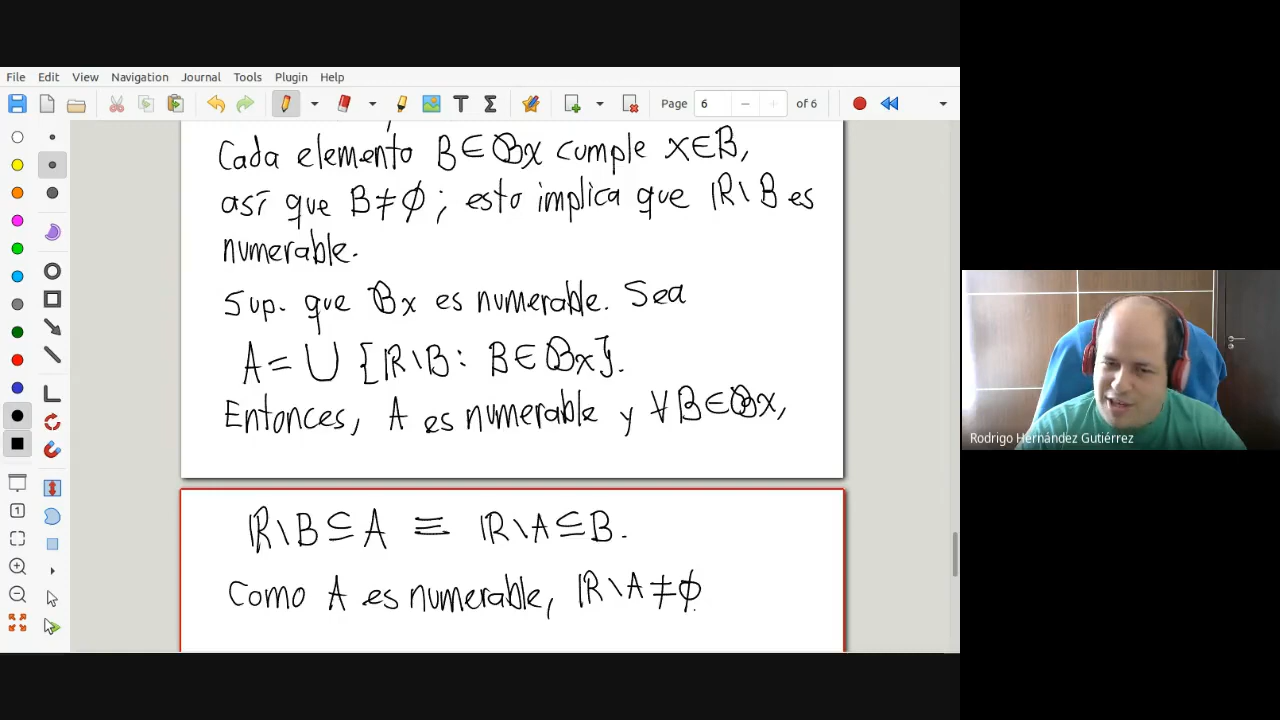 File Edit View Navigation Journal Tools Plugin Help
Page 6 of 6
Cada elemento B∈ℬx cumple x∈B,
así que B≠∅; esto implica que ℝ\B es
numerable.
Sup. que ℬx es numerable. Sea
A=∪{ℝ\B: B∈ℬx}.
Entonces, A es numerable y ∀B∈ℬx,
ℝ\B⊆A ≡ ℝ\A⊆B.
Como A es numerable, ℝ\A≠∅
Rodrigo Hernández Gutiérrez